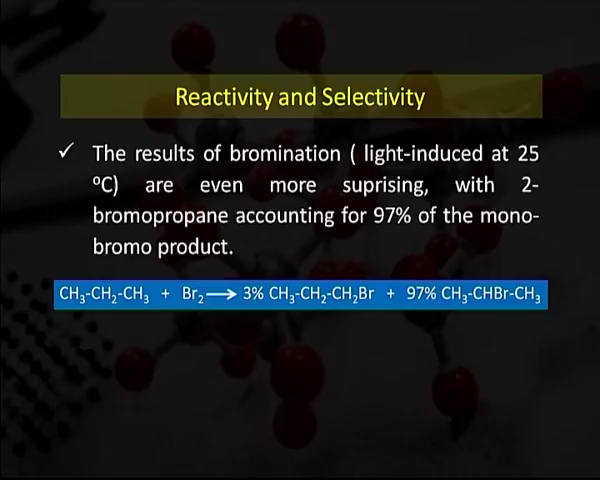 Reactivity and Selectivity
✓ The results of bromination ( light-induced at 25
⁰C) are even more suprising, with 2-
bromopropane accounting for 97% of the mono-
bromo product.
CH₃-CH₂-CH₃ + Br₂⟶ 3% CH₃-CH₂-CH₂Br + 97% CH₃-CHBr-CH₃